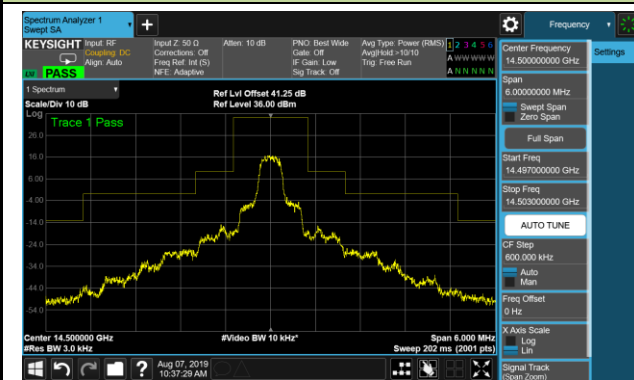 Spectrum Analyzer 1
Swept SA
+
Frequency
KEYSIGHT
Input: RF
Coupling: DC
Align: Auto
Input Z: 50 Ω
Corrections: Off
Freq Ref: Int (S)
NFE: Adaptive
Atten: 10 dB
PNO: Best Wide
Gate: Off
IF Gain: Low
Sig Track: Off
Avg Type: Power (RMS)
Avg|Hold:>10/10
Trig: Free Run
1 2 3 4 5 6
A W W W W W
A N N N N N
PASS
1 Spectrum
Scale/Div 10 dB
Ref Lvl Offset 41.25 dB
Ref Level 36.00 dBm
Log
Trace 1 Pass
26.0
16.0
6.00
-4.00
-14.0
-24.0
-34.0
-44.0
-54.0
Center 14.500000 GHz
#Res BW 3.0 kHz
#Video BW 10 kHz*
Span 6.000 MHz
Sweep 202 ms (2001 pts)
Center Frequency
14.500000000 GHz
Settings
Span
6.00000000 MHz
Swept Span
Zero Span
Full Span
Start Freq
14.497000000 GHz
Stop Freq
14.503000000 GHz
AUTO TUNE
CF Step
600.000 kHz
Auto
Man
Freq Offset
0 Hz
X Axis Scale
Log
Lin
Signal Track
(Span Zoom)
?
Aug 07, 2019
10:37:29 AM